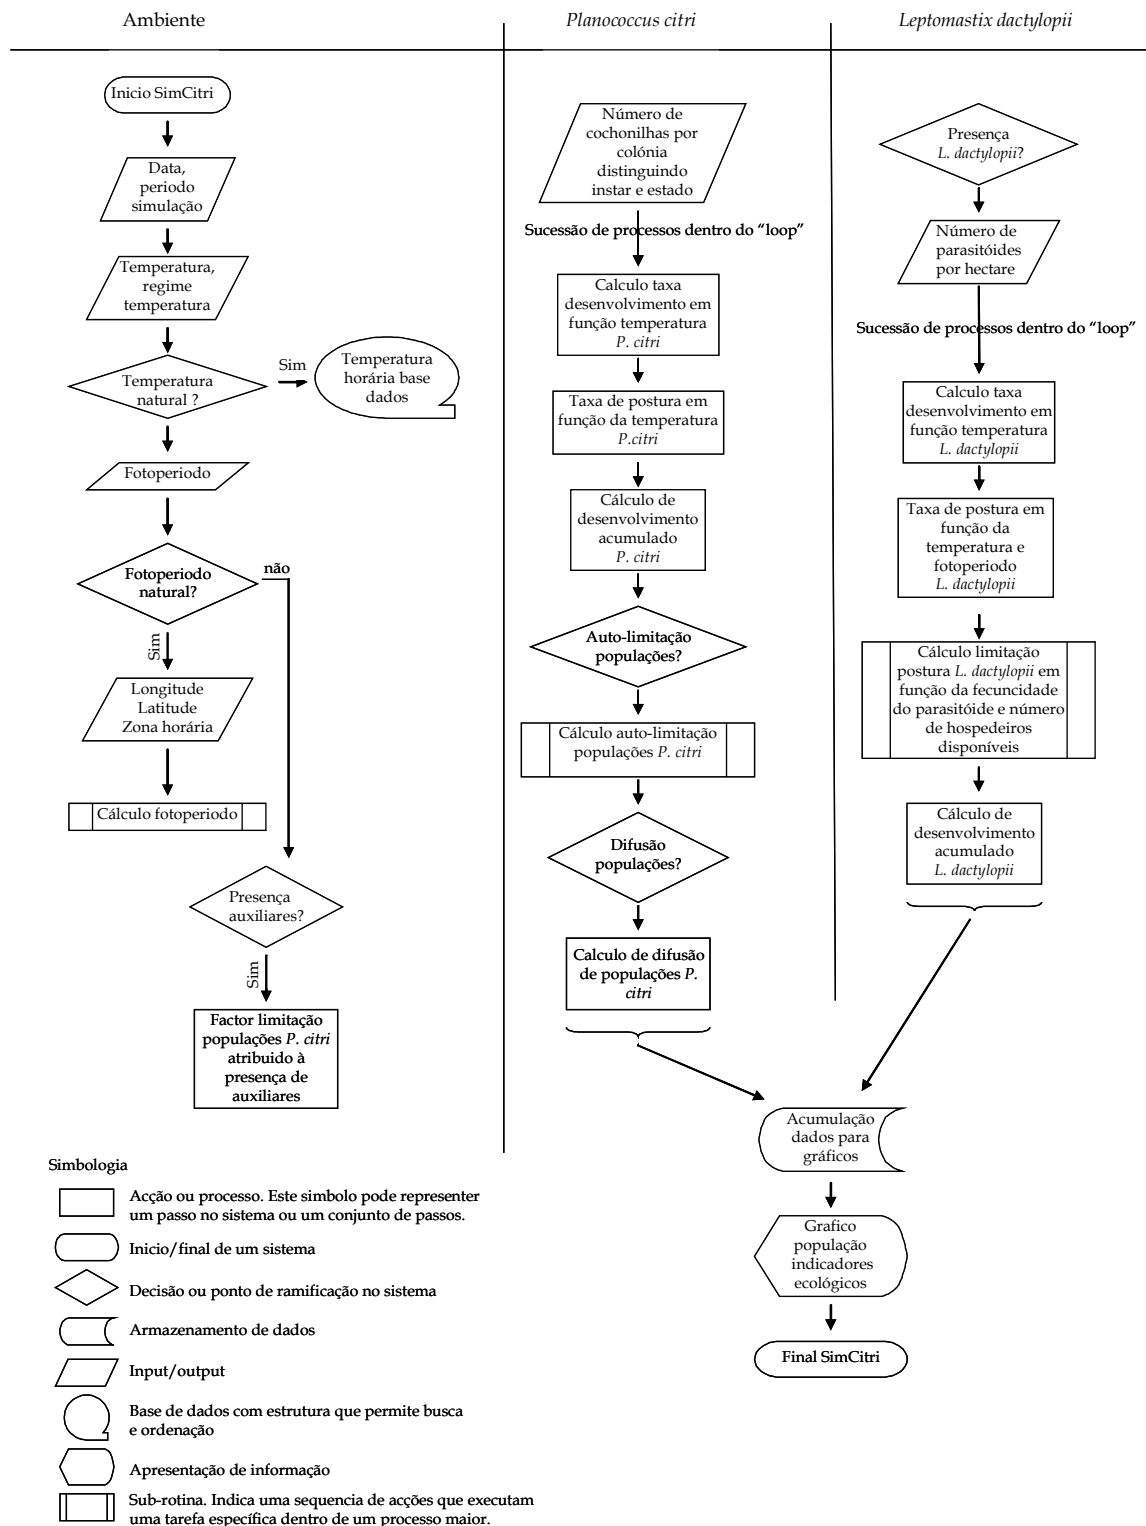 Ambiente
Planococcus citri
Leptomastix dactylopii
Inicio SimCitri
Data,
periodo
simulação
Temperatura,
regime
temperatura
Temperatura
natural ?
Sim
Temperatura
horária base
dados
Fotoperiodo
Fotoperiodo
natural?
não
Sim
Longitude
Latitude
Zona horária
Cálculo fotoperiodo
Presença
auxiliares?
Sim
Factor limitação
populações P. citri
atribuido à
presença de
auxiliares
Número de
cochonilhas por
colónia
distinguindo
instar e estado
Sucessão de processos dentro do “loop”
Calculo taxa
desenvolvimento em
função temperatura
P. citri
Taxa de postura em
função da temperatura
P.citri
Cálculo de
desenvolvimento
acumulado
P. citri
Auto-limitação
populações?
Cálculo auto-limitação
populações P. citri
Difusão
populações?
Calculo de difusão
de populações P.
citri
Presença
L. dactylopii?
Número de
parasitóides
por hectare
Sucessão de processos dentro do “loop”
Calculo taxa
desenvolvimento em
função temperatura
L. dactylopii
Taxa de postura em
função da
temperatura e
fotoperiodo
L. dactylopii
Cálculo limitação
postura L. dactylopii em
função da fecuncidade
do parasitóide e número
de hospedeiros
disponíveis
Cálculo de
desenvolvimento
acumulado
L. dactylopii
Acumulação
dados para
gráficos
Grafico
população
indicadores
ecológicos
Final SimCitri
Simbologia
Acção ou processo. Este simbolo pode representer
um passo no sistema ou um conjunto de passos.
Inicio/final de um sistema
Decisão ou ponto de ramificação no sistema
Armazenamento de dados
Input/output
Base de dados com estrutura que permite busca
e ordenação
Apresentação de informação
Sub-rotina. Indica uma sequencia de acções que executam
uma tarefa específica dentro de um processo maior.